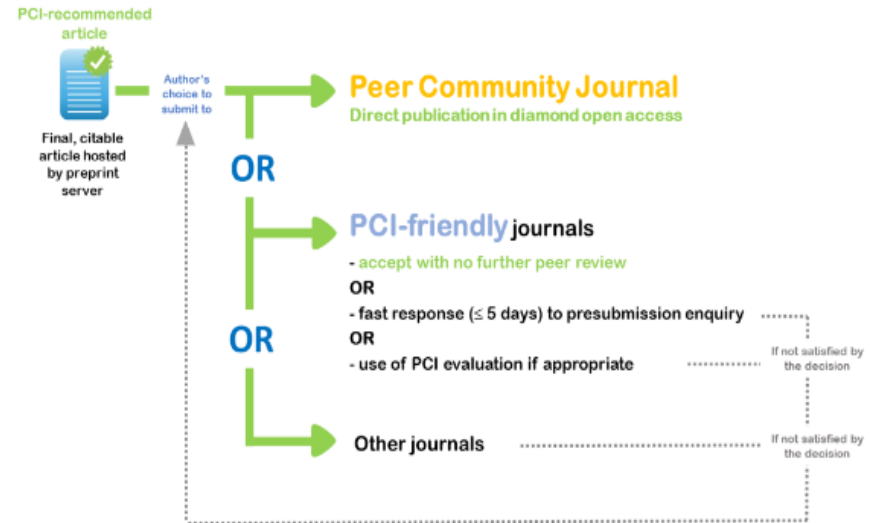 PCI-recommended
article
Final, citable
article hosted
by preprint
server
Author's
choice to
submit to
Peer Community Journal
Direct publication in diamond open access
OR
PCI-friendly journals
- accept with no further peer review
OR
- fast response (≤ 5 days) to presubmission enquiry
OR
- use of PCI evaluation if appropriate
If not satisfied by
the decision
OR
Other journals
If not satisfied by
the decision